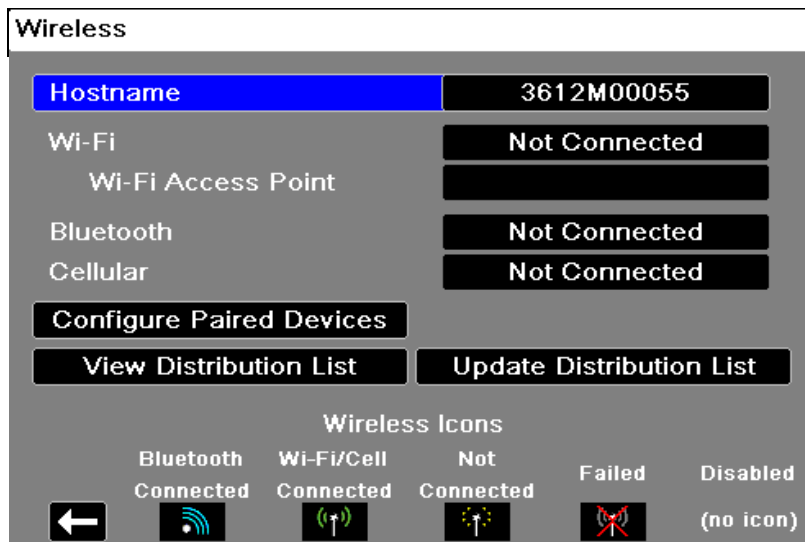 Wireless
Hostname 3612M00055
Wi-Fi Not Connected
Wi-Fi Access Point
Bluetooth Not Connected
Cellular Not Connected
Configure Paired Devices
View Distribution List Update Distribution List
Wireless Icons
Bluetooth Connected
Wi-Fi/Cell Connected
Not Connected
Failed
Disabled
(no icon)